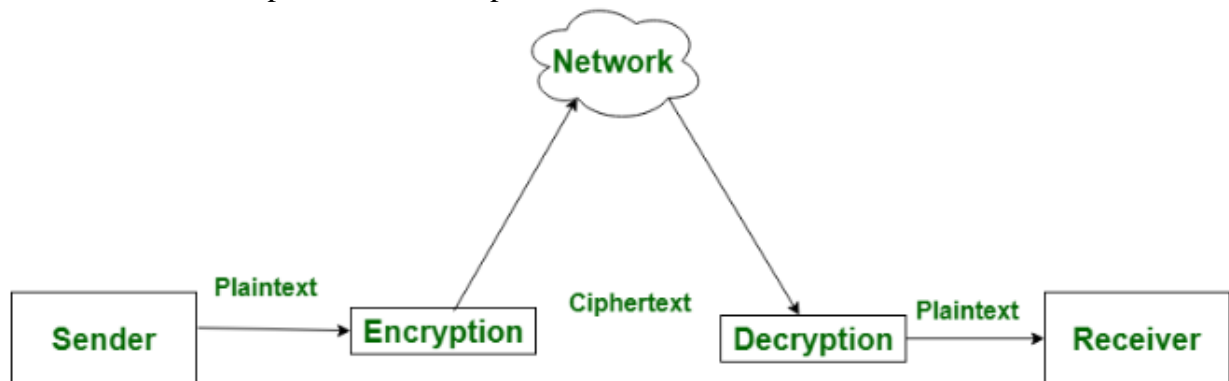 Network
Plaintext
Ciphertext
Plaintext
Sender
Encryption
Decryption
Receiver